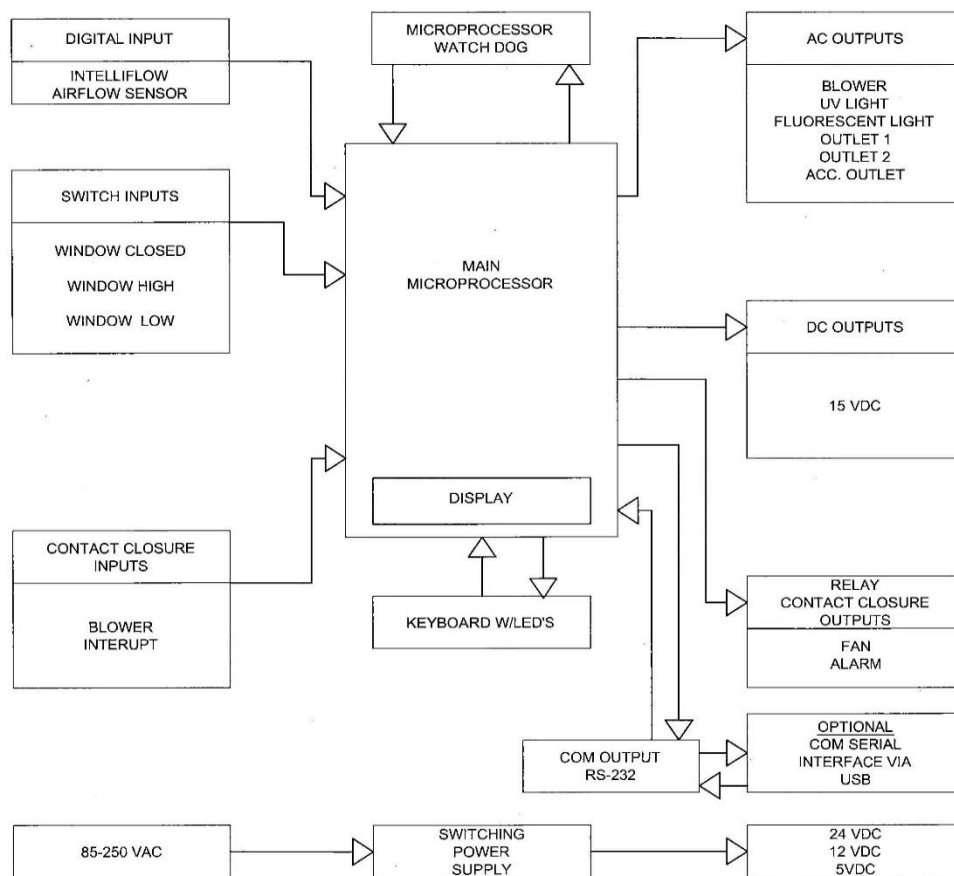 DIGITAL INPUT
INTELLIFLOW
AIRFLOW SENSOR
MICROPROCESSOR
WATCH DOG
AC OUTPUTS
BLOWER
UV LIGHT
FLUORESCENT LIGHT
OUTLET 1
OUTLET 2
ACC. OUTLET
SWITCH INPUTS
WINDOW CLOSED
WINDOW HIGH
WINDOW LOW
MAIN
MICROPROCESSOR
DC OUTPUTS
15 VDC
DISPLAY
CONTACT CLOSURE
INPUTS
BLOWER
INTERUPT
KEYBOARD W/LED'S
RELAY
CONTACT CLOSURE
OUTPUTS
FAN
ALARM
COM OUTPUT
RS-232
OPTIONAL
COM SERIAL
INTERFACE VIA
USB
85-250 VAC
SWITCHING
POWER
SUPPLY
24 VDC
12 VDC
5VDC